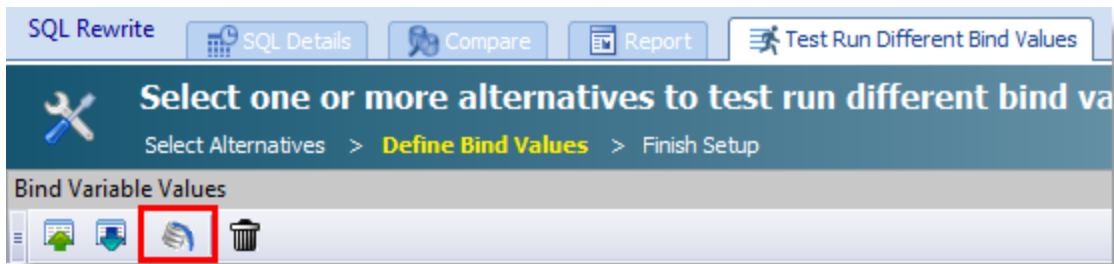 SQL Rewrite SQL Details Compare Report Test Run Different Bind Values
Select one or more alternatives to test run different bind va
Select Alternatives > Define Bind Values > Finish Setup
Bind Variable Values